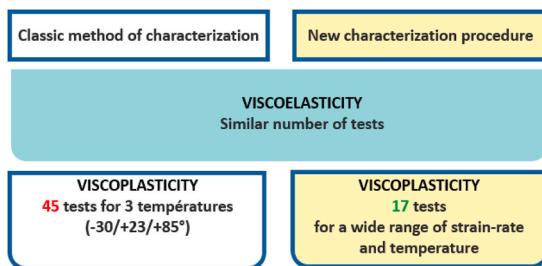 Classic method of characterization
New characterization procedure
VISCOELASTICITY
Similar number of tests
VISCOPLASTICITY
45 tests for 3 températures
(-30/+23/+85°)
VISCOPLASTICITY
17 tests
for a wide range of strain-rate
and temperature